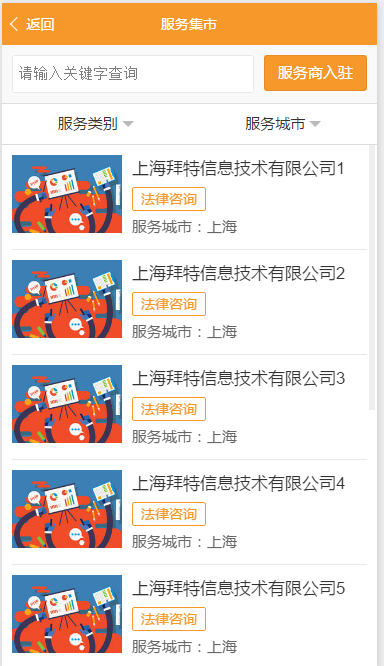 返回
服务集市
请输入关键字查询
服务商入驻
服务类别
服务城市
上海拜特信息技术有限公司1
法律咨询
服务城市：上海
上海拜特信息技术有限公司2
法律咨询
服务城市：上海
上海拜特信息技术有限公司3
法律咨询
服务城市：上海
上海拜特信息技术有限公司4
法律咨询
服务城市：上海
上海拜特信息技术有限公司5
法律咨询
服务城市：上海